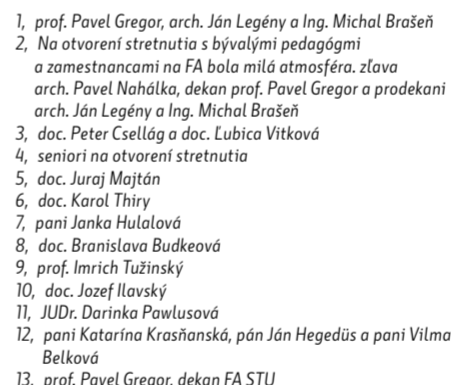 1, prof. Pavel Gregor, arch. Ján Legény a Ing. Michal Brašeň
2, Na otvorení stretnutia s bývalými pedagógmi
a zamestnancami na FA bola milá atmosféra. zľava
arch. Pavel Nahálka, dekan prof. Pavel Gregor a prodekani
arch. Ján Legény a Ing. Michal Brašeň
3, doc. Peter Csellág a doc. Ľubica Vitková
4, seniori na otvorení stretnutia
5, doc. Juraj Majtán
6, doc. Karol Thiry
7, pani Janka Hulalová
8, doc. Branislava Budkeová
9, prof. Imrich Tužinský
10, doc. Jozef Ilavský
11, JUDr. Darinka Pawlusová
12, pani Katarína Krasňanská, pán Ján Hegedüs a pani Vilma
Belková
13, prof. Pavel Gregor, dekan FA STU